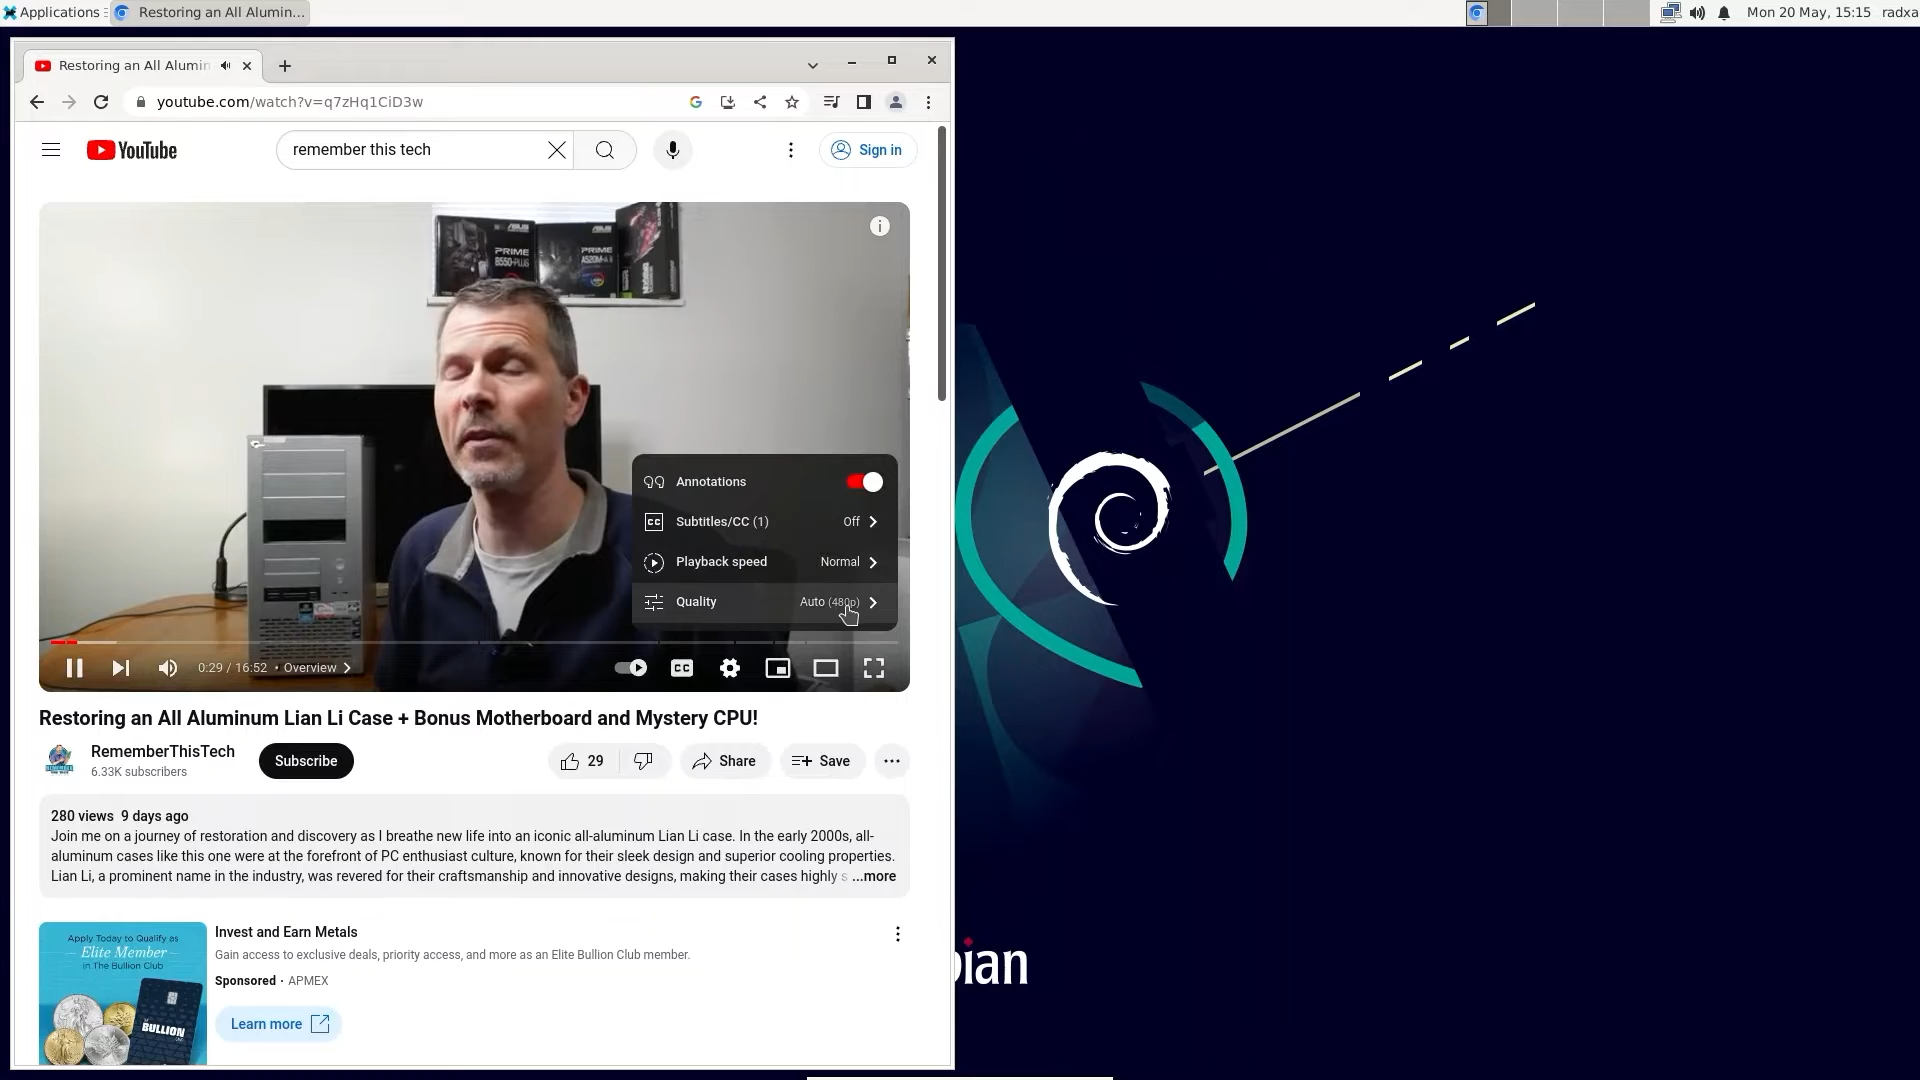 Applications
Restoring an All Alumin...
Mon 20 May, 15:15
radxa
Restoring an All Alumin
youtube.com/watch?v=q7zHq1CiD3w
YouTube
remember this tech
Sign in
PRIME
B550-PLUS
PRIME
A520M-A II
Annotations
Subtitles/CC (1)
Off
Playback speed
Normal
Quality
Auto (480p)
0:29 / 16:52 • Overview
CC
Restoring an All Aluminum Lian Li Case + Bonus Motherboard and Mystery CPU!
RememberThisTech
6.33K subscribers
Subscribe
29
Share
Save
280 views 9 days ago
Join me on a journey of restoration and discovery as I breathe new life into an iconic all-aluminum Lian Li case. In the early 2000s, all-
aluminum cases like this one were at the forefront of PC enthusiast culture, known for their sleek design and superior cooling properties.
Lian Li, a prominent name in the industry, was revered for their craftsmanship and innovative designs, making their cases highly s ...more
Apply Today to Qualify as
Elite Member
in The Bullion Club
BULLION
Invest and Earn Metals
Gain access to exclusive deals, priority access, and more as an Elite Bullion Club member.
Sponsored · APMEX
Learn more
bian